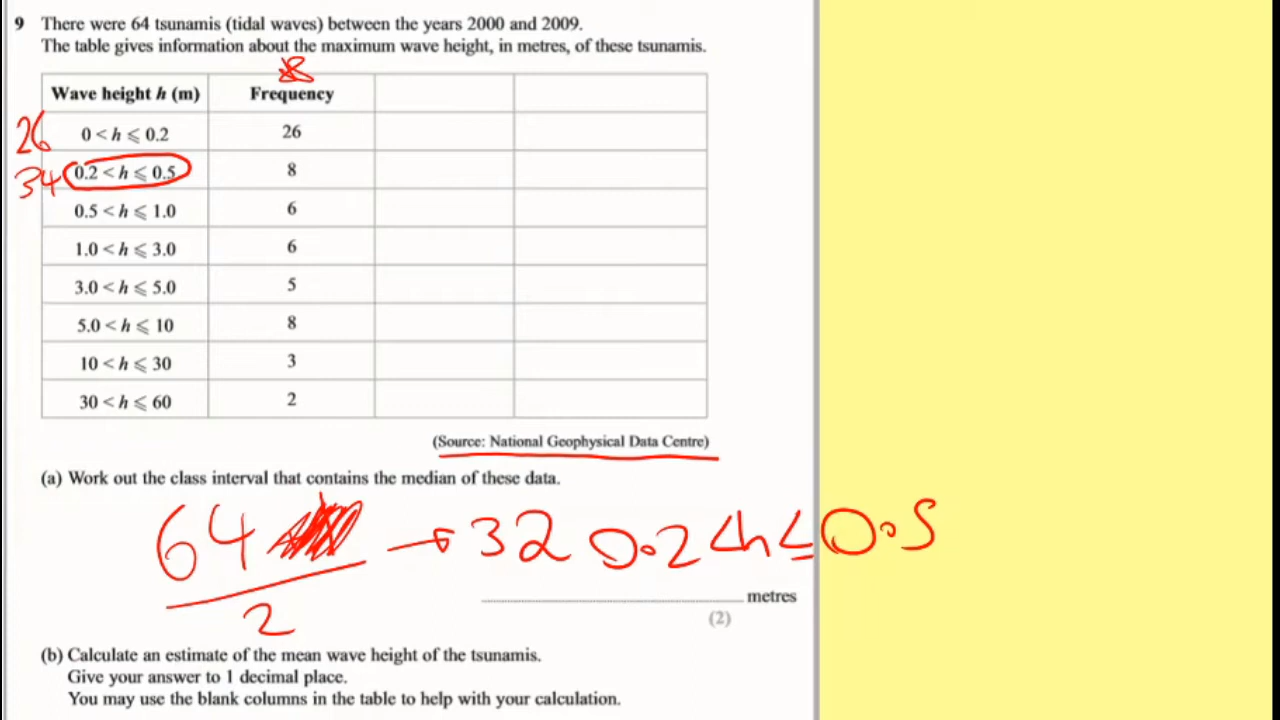 9 There were 64 tsunamis (tidal waves) between the years 2000 and 2009.
The table gives information about the maximum wave height, in metres, of these tsunamis.
Wave height h (m) Frequency
26 0 < h ⩽ 0.2 26
34 0.2 < h ⩽ 0.5 8
0.5 < h ⩽ 1.0 6
1.0 < h ⩽ 3.0 6
3.0 < h ⩽ 5.0 5
5.0 < h ⩽ 10 8
10 < h ⩽ 30 3
30 < h ⩽ 60 2
(Source: National Geophysical Data Centre)
(a) Work out the class interval that contains the median of these data.
64 → 32 0.2 < h ≤ 0.5
2
metres
(2)
(b) Calculate an estimate of the mean wave height of the tsunamis.
Give your answer to 1 decimal place.
You may use the blank columns in the table to help with your calculation.